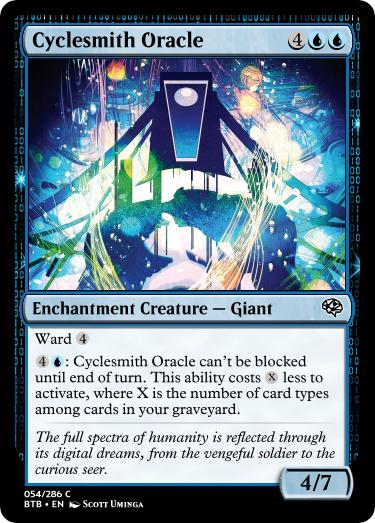 Cyclesmith Oracle 4
Enchantment Creature — Giant
Ward 4
4 : Cyclesmith Oracle can't be blocked
until end of turn. This ability costs X less to
activate, where X is the number of card types
among cards in your graveyard.
The full spectra of humanity is reflected through
its digital dreams, from the vengeful soldier to the
curious seer.
4/7
054/286 C
BTB • EN Scott Uminga